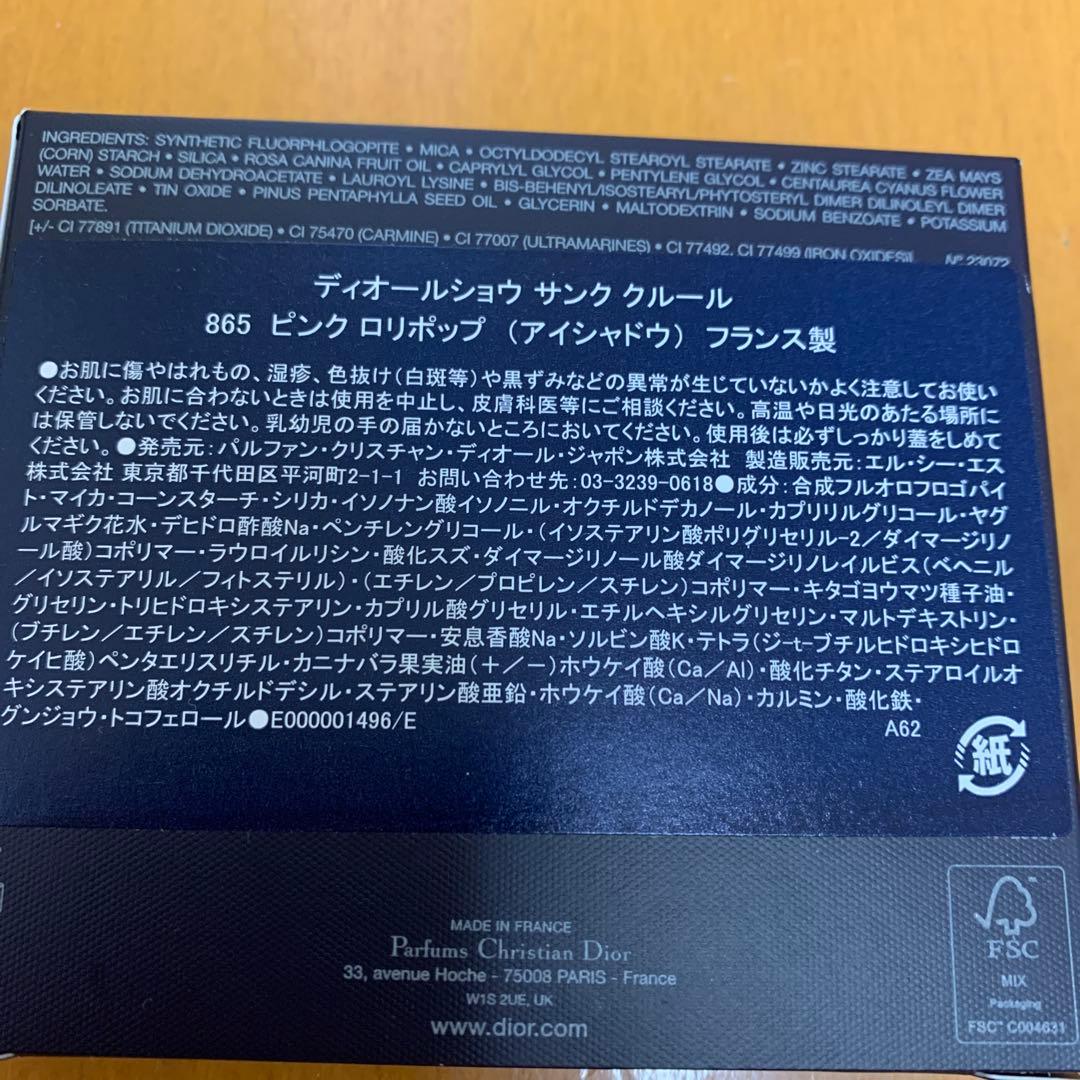 INGREDIENTS: SYNTHETIC FLUORPHLOGOPITE • MICA • OCTYLDODECYL STEAROYL STEARATE • ZINC STEARATE • ZEA MAYS
(CORN) STARCH • SILICA • ROSA CANINA FRUIT OIL • CAPRYLYL GLYCOL • PENTYLENE GLYCOL • CENTAUREA CYANUS FLOWER
WATER • SODIUM DEHYDROACETATE • LAUROYL LYSINE • BIS-BEHENYL/ISOSTEARYL/PHYTOSTERYL DIMER DILINOLEYL DIMER
DILINOLEATE • TIN OXIDE • PINUS PENTAPHYLLA SEED OIL • GLYCERIN • MALTODEXTRIN • SODIUM BENZOATE • POTASSIUM
SORBATE.
[+/- CI 77891 (TITANIUM DIOXIDE) • CI 75470 (CARMINE) • CI 77007 (ULTRAMARINES) • CI 77492, CI 77499 (IRON OXIDES)] N° 23072
ディオールショウ サンク クルール
865 ピンク ロリポップ （アイシャドウ） フランス製
●お肌に傷やはれもの、湿疹、色抜け(白斑等)や黒ずみなどの異常が生じていないかよく注意してお使い
ください。お肌に合わないときは使用を中止し、皮膚科医等にご相談ください。高温や日光のあたる場所に
は保管しないでください。乳幼児の手の届かないところにおいてください。使用後は必ずしっかり蓋をしめて
ください。●発売元：パルファン・クリスチャン・ディオール・ジャポン株式会社 製造販売元：エル・シー・エス
株式会社 東京都千代田区平河町2-1-1 お問い合わせ先：03-3239-0618●成分：合成フルオロフロゴパイ
ト・マイカ・コーンスターチ・シリカ・イソノナン酸イソノニル・オクチルドデカノール・カプリリルグリコール・ヤグ
ルマギク花水・デヒドロ酢酸Na・ペンチレングリコール・(イソステアリン酸ポリグリセリル-2／ダイマージリノ
ール酸)コポリマー・ラウロイルリシン・酸化スズ・ダイマージリノール酸ダイマージリノレイルビス(ベヘニル
／イソステアリル／フィトステリル)・(エチレン／プロピレン／スチレン)コポリマー・キタゴヨウマツ種子油・
グリセリン・トリヒドロキシステアリン・カプリル酸グリセリル・エチルヘキシルグリセリン・マルトデキストリン・
(ブチレン／エチレン／スチレン)コポリマー・安息香酸Na・ソルビン酸K・テトラ(ジ-t-ブチルヒドロキシヒドロ
ケイヒ酸)ペンタエリスリチル・カニナバラ果実油(＋／－)ホウケイ酸(Ca／Al)・酸化チタン・ステアロイルオ
キシステアリン酸オクチルドデシル・ステアリン酸亜鉛・ホウケイ酸(Ca／Na)・カルミン・酸化鉄・
グンジョウ・トコフェロール●E000001496/E A62
紙
MADE IN FRANCE
Parfums Christian Dior
33, avenue Hoche - 75008 PARIS - France
W1S 2UE, UK
www.dior.com
FSC
MIX
Packaging
FSC™ C004631